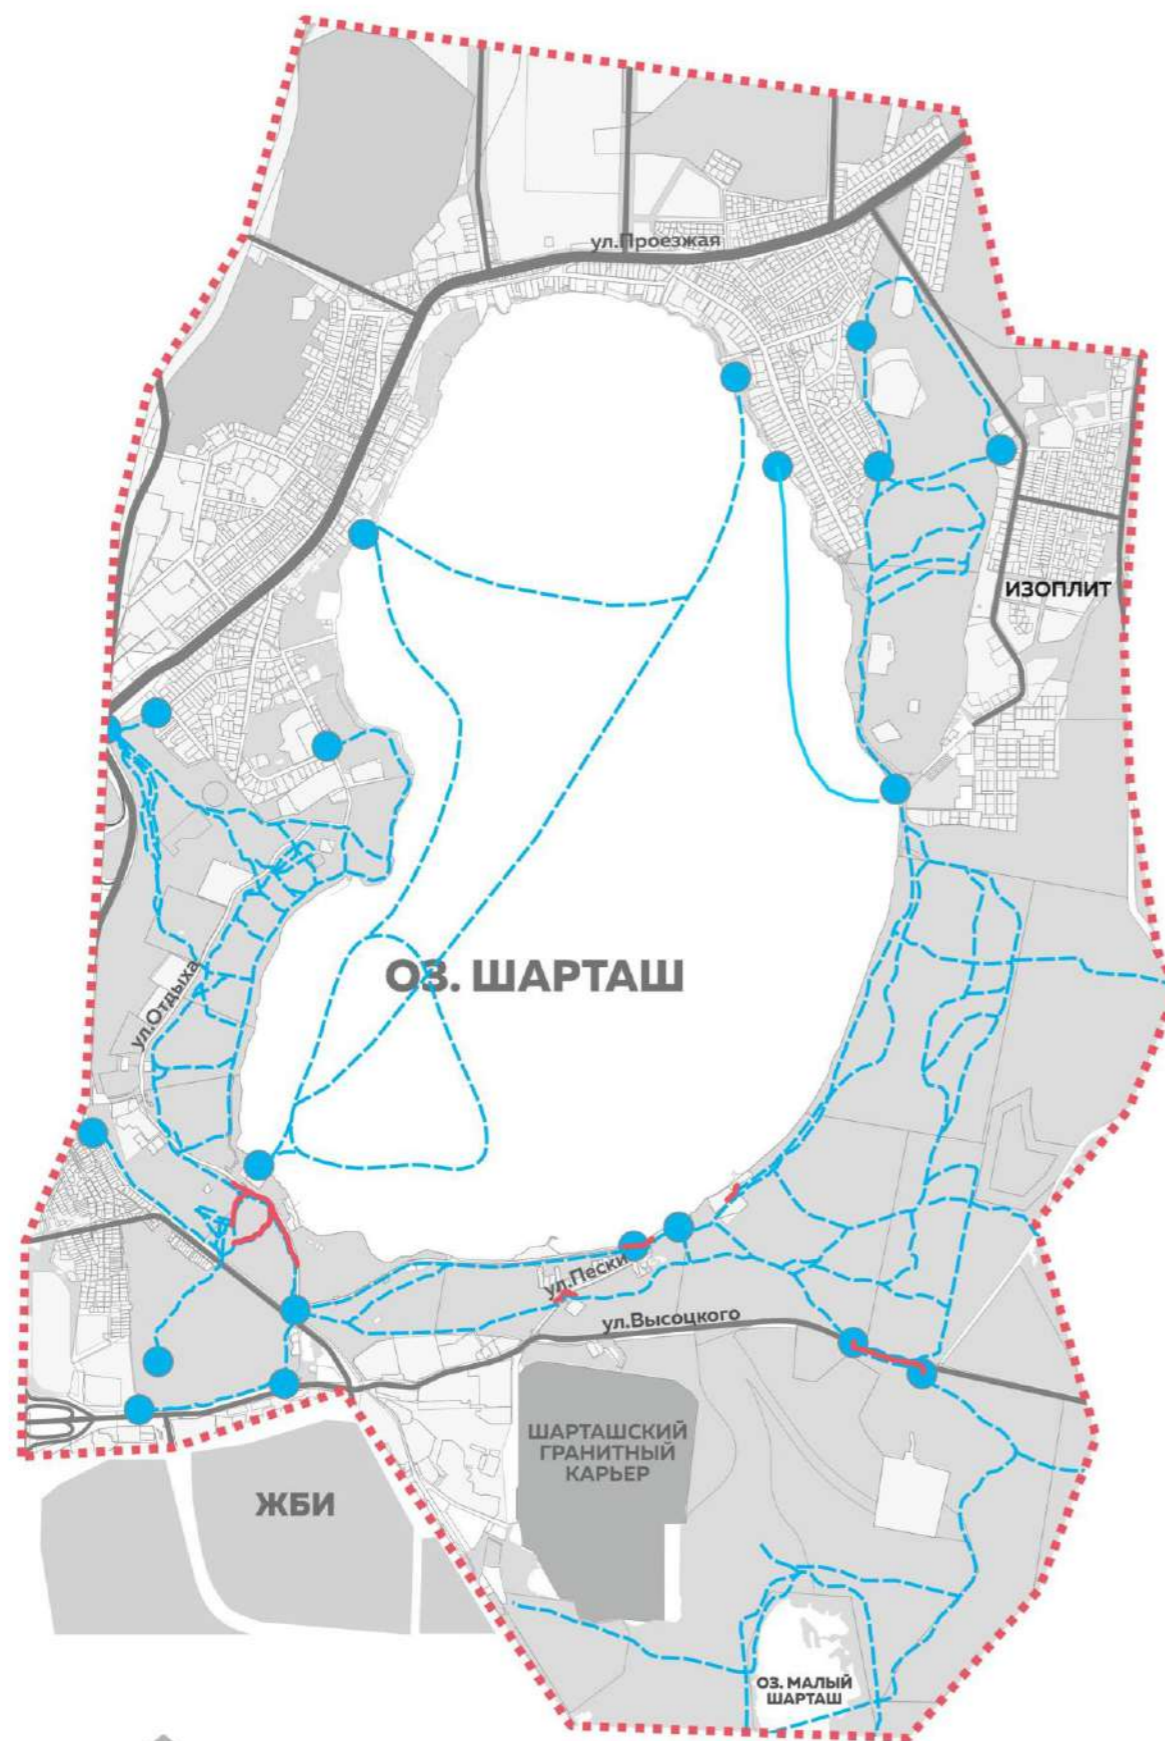 ул.Проезжая
ИЗОПЛИТ
ОЗ. ШАРТАШ
ул.Отдыха
ул.Пески
ул.Высоцкого
ШАРТАШСКИЙ
ГРАНИТНЫЙ
КАРЬЕР
ЖБИ
ОЗ. МАЛЫЙ
ШАРТАШ